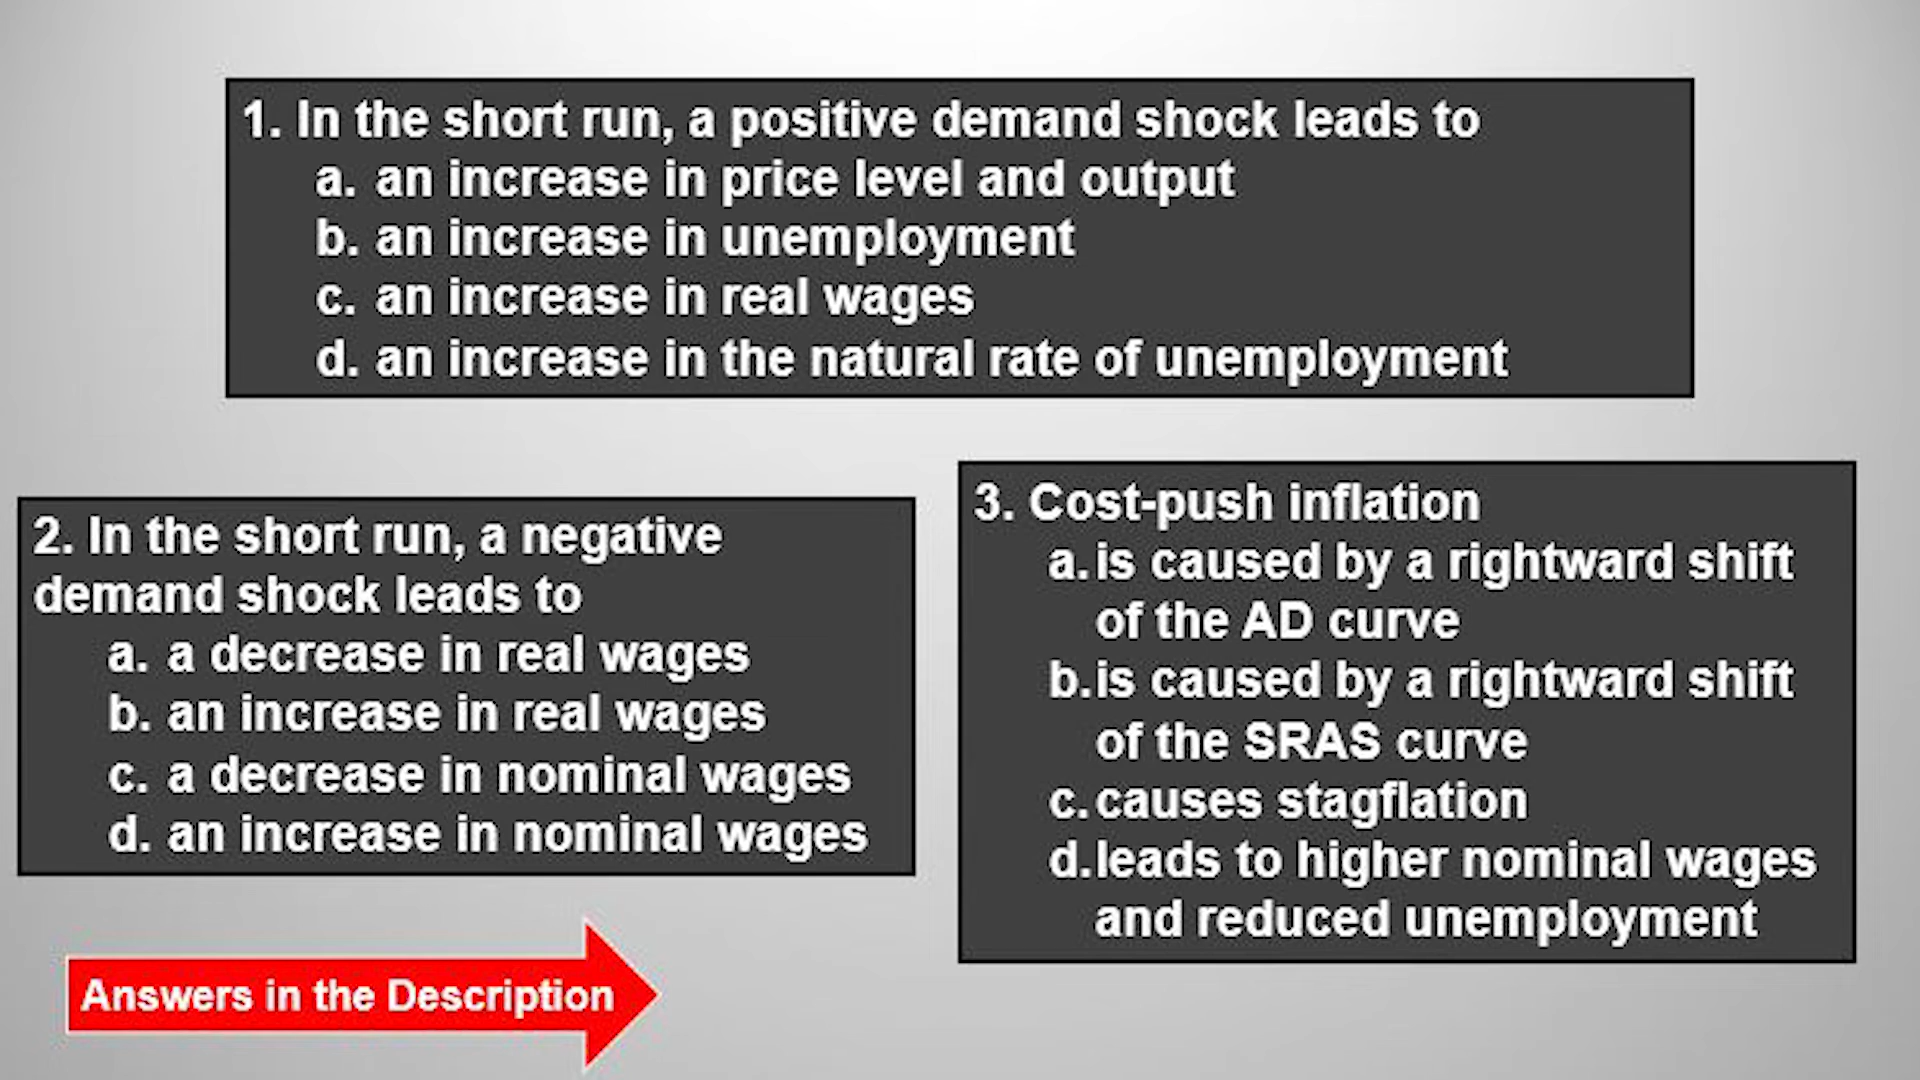 1. In the short run, a positive demand shock leads to
a. an increase in price level and output
b. an increase in unemployment
c. an increase in real wages
d. an increase in the natural rate of unemployment
2. In the short run, a negative
demand shock leads to
a. a decrease in real wages
b. an increase in real wages
c. a decrease in nominal wages
d. an increase in nominal wages
3. Cost-push inflation
a. is caused by a rightward shift
of the AD curve
b. is caused by a rightward shift
of the SRAS curve
c. causes stagflation
d. leads to higher nominal wages
and reduced unemployment
Answers in the Description